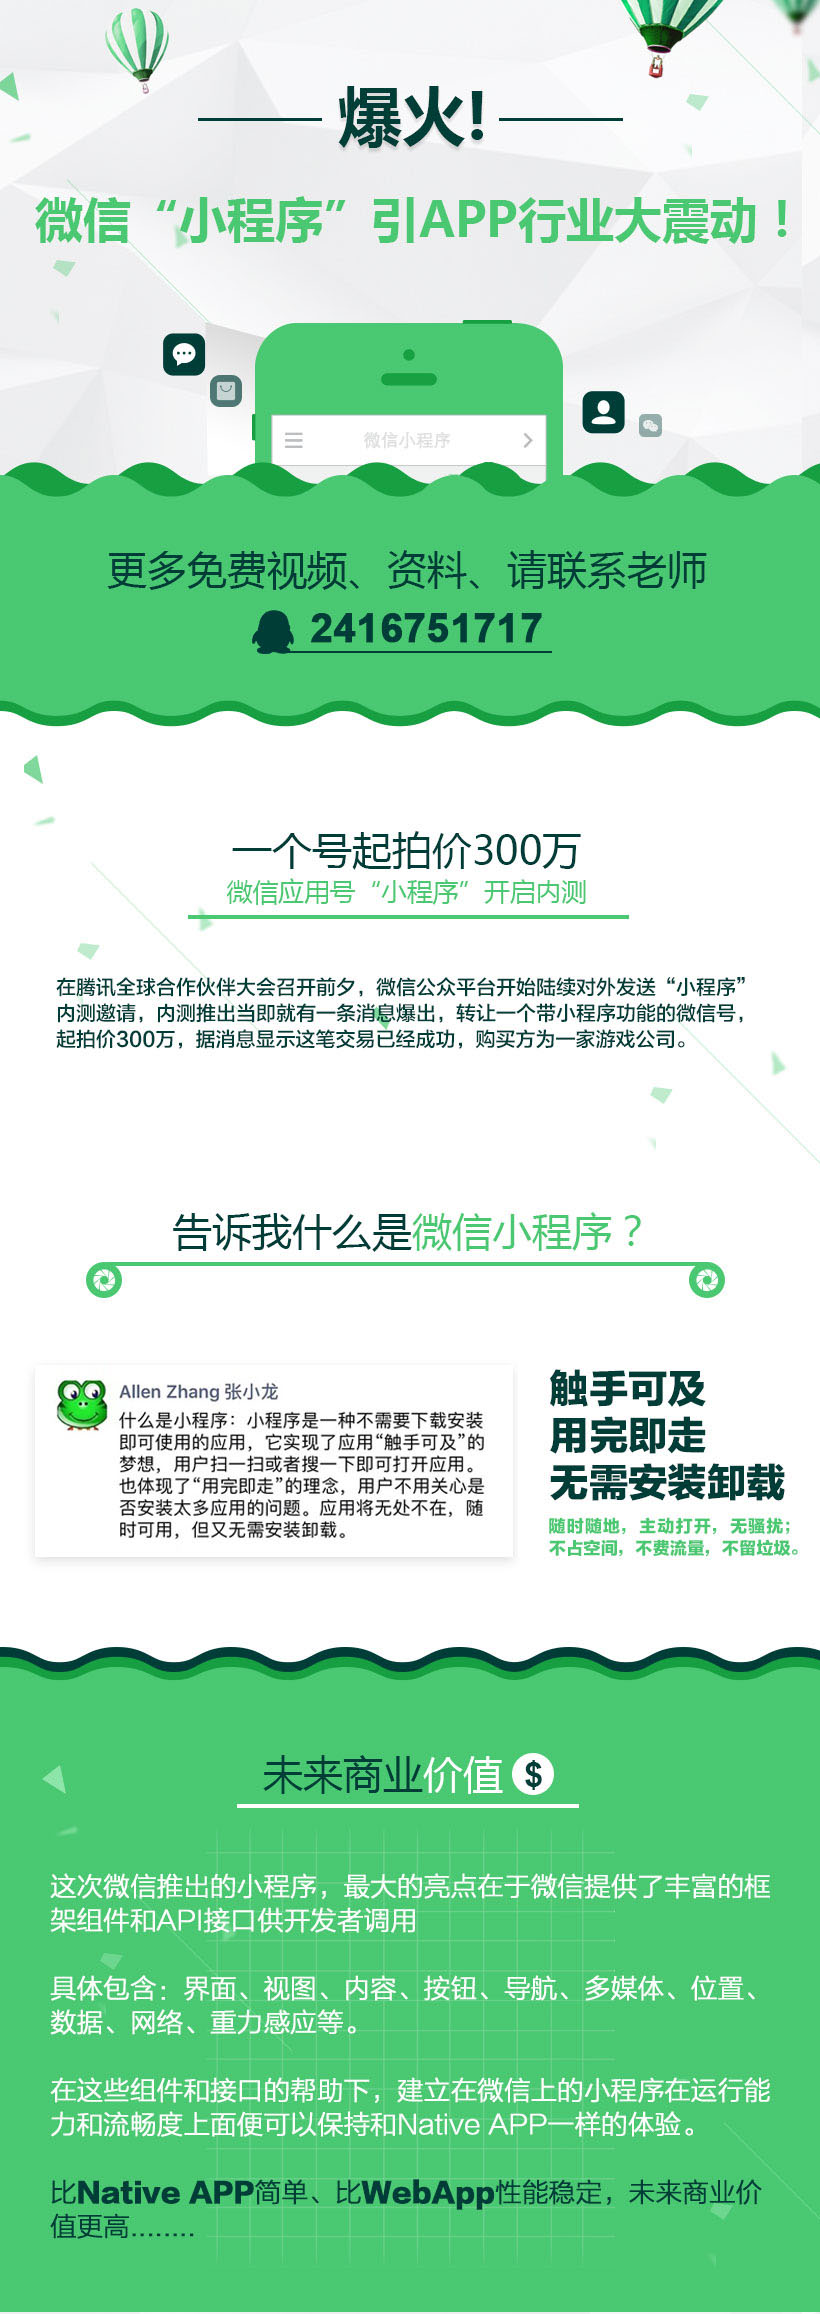 爆火!
微信“小程序”引APP行业大震动！
微信小程序
更多免费视频、资料、请联系老师
2416751717
一个号起拍价300万
微信应用号“小程序”开启内测
在腾讯全球合作伙伴大会召开前夕，微信公众平台开始陆续对外发送“小程序”
内测邀请，内测推出当即就有一条消息爆出，转让一个带小程序功能的微信号，
起拍价300万，据消息显示这笔交易已经成功，购买方为一家游戏公司。
告诉我什么是微信小程序？
Allen Zhang 张小龙
什么是小程序：小程序是一种不需要下载安装
即可使用的应用，它实现了应用“触手可及”的
梦想，用户扫一扫或者搜一下即可打开应用。
也体现了“用完即走”的理念，用户不用关心是
否安装太多应用的问题。应用将无处不在，随
时可用，但又无需安装卸载。
触手可及
用完即走
无需安装卸载
随时随地，主动打开，无骚扰；
不占空间，不费流量，不留垃圾。
未来商业价值 $
这次微信推出的小程序，最大的亮点在于微信提供了丰富的框
架组件和API接口供开发者调用
具体包含：界面、视图、内容、按钮、导航、多媒体、位置、
数据、网络、重力感应等。
在这些组件和接口的帮助下，建立在微信上的小程序在运行能
力和流畅度上面便可以保持和Native APP一样的体验。
比Native APP简单、比WebApp性能稳定，未来商业价
值更高........